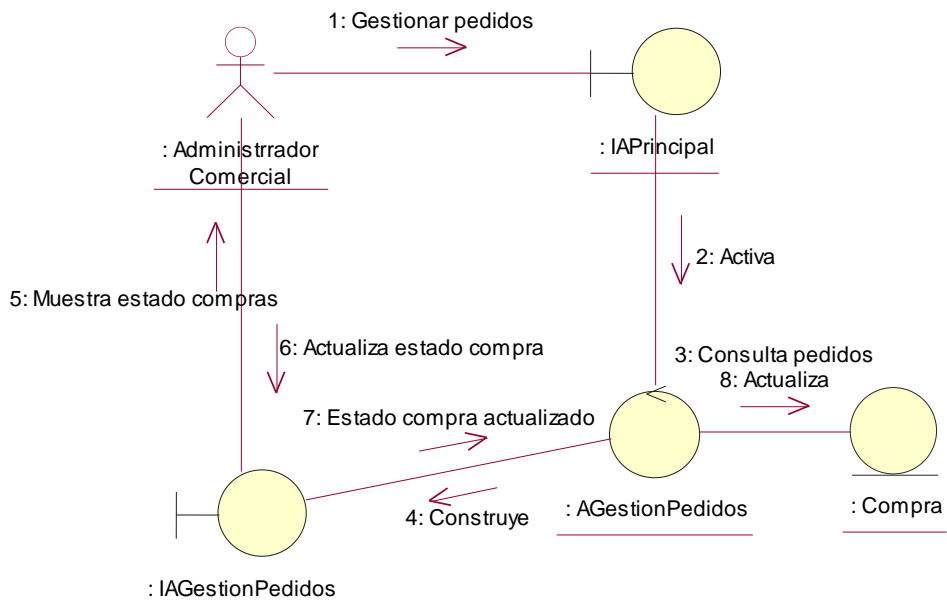 1: Gestionar pedidos
: Administrrador
Comercial
: IAPrincipal
2: Activa
5: Muestra estado compras
6: Actualiza estado compra
3: Consulta pedidos
8: Actualiza
7: Estado compra actualizado
4: Construye
: AGestionPedidos
: Compra
: IAGestionPedidos